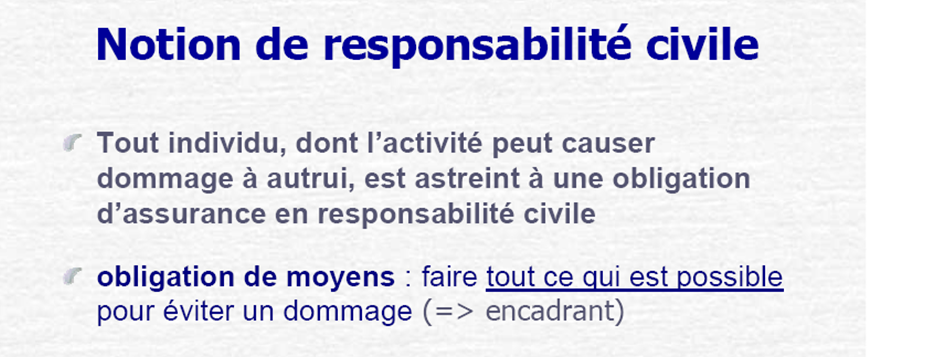 Notion de responsabilité civile
Tout individu, dont l’activité peut causer
dommage à autrui, est astreint à une obligation
d’assurance en responsabilité civile
obligation de moyens : faire tout ce qui est possible
pour éviter un dommage (=> encadrant)